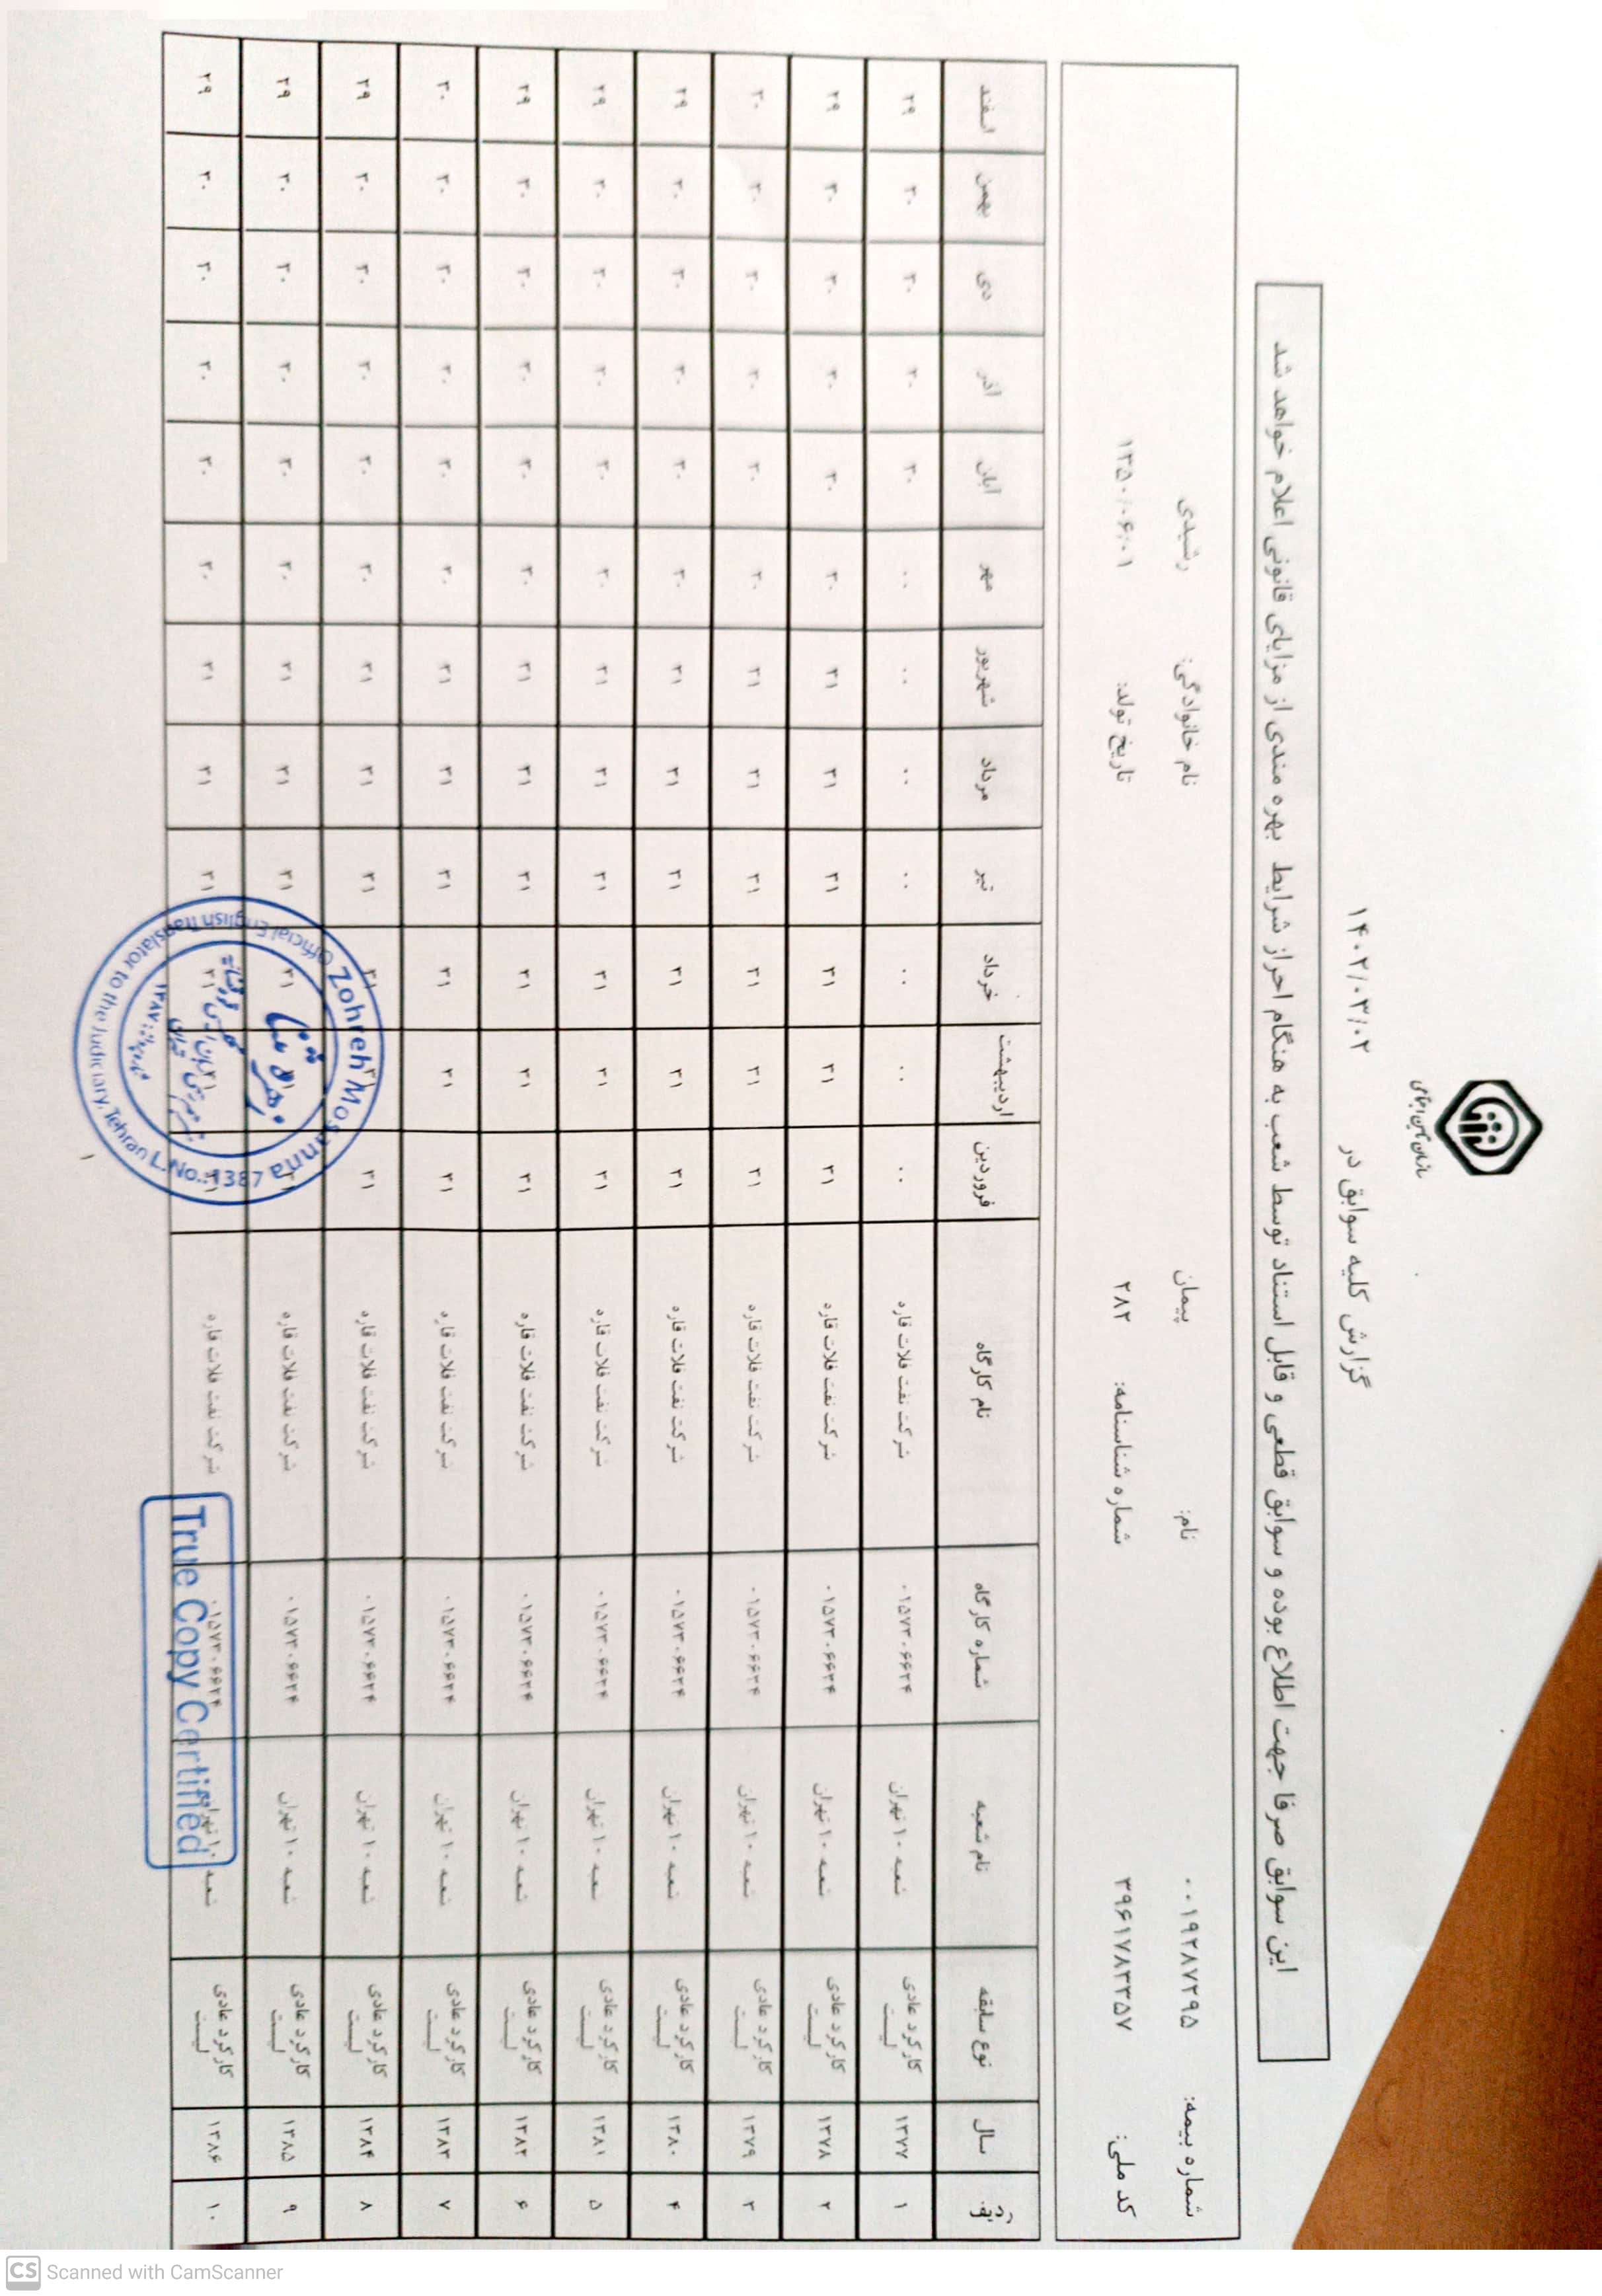 سازمان تامین اجتماعی
گزارش کلیه سوابق در ۱۴۰۲/۰۳/۰۲
این سوابق صرفا جهت اطلاع بوده و سوابق قطعی و قابل استناد توسط شعب به هنگام احراز شرایط بهره مندی از مزایای قانونی اعلام خواهد شد
شماره بیمه: ۰۰۱۹۲۸۷۲۹۵ نام: پیمان نام خانوادگی: رشیدی
کد ملی: ۳۹۶۱۷۸۳۳۵۷ شماره شناسنامه: ۲۸۲ تاریخ تولد: ۱۳۵۰/۰۶/۰۱
ردیف سال نوع سابقه نام شعبه شماره کارگاه نام کارگاه فروردین اردیبهشت خرداد تیر مرداد شهریور مهر آبان آذر دی بهمن اسفند
۱ ۱۳۷۷ کارکرد عادی لیست شعبه ۱۰ تهران ۰۱۵۷۳۰۶۶۲۴ شرکت نفت فلات قاره ۰۰ ۰۰ ۰۰ ۰۰ ۰۰ ۰۰ ۰۰ ۳۰ ۳۰ ۳۰ ۳۰ ۲۹
۲ ۱۳۷۸ کارکرد عادی لیست شعبه ۱۰ تهران ۰۱۵۷۳۰۶۶۲۴ شرکت نفت فلات قاره ۳۱ ۳۱ ۳۱ ۳۱ ۳۱ ۳۱ ۳۰ ۳۰ ۳۰ ۳۰ ۳۰ ۲۹
۳ ۱۳۷۹ کارکرد عادی لیست شعبه ۱۰ تهران ۰۱۵۷۳۰۶۶۲۴ شرکت نفت فلات قاره ۳۱ ۳۱ ۳۱ ۳۱ ۳۱ ۳۱ ۳۰ ۳۰ ۳۰ ۳۰ ۳۰ ۳۰
۴ ۱۳۸۰ کارکرد عادی لیست شعبه ۱۰ تهران ۰۱۵۷۳۰۶۶۲۴ شرکت نفت فلات قاره ۳۱ ۳۱ ۳۱ ۳۱ ۳۱ ۳۱ ۳۰ ۳۰ ۳۰ ۳۰ ۳۰ ۲۹
۵ ۱۳۸۱ کارکرد عادی لیست شعبه ۱۰ تهران ۰۱۵۷۳۰۶۶۲۴ شرکت نفت فلات قاره ۳۱ ۳۱ ۳۱ ۳۱ ۳۱ ۳۱ ۳۰ ۳۰ ۳۰ ۳۰ ۳۰ ۲۹
۶ ۱۳۸۲ کارکرد عادی لیست شعبه ۱۰ تهران ۰۱۵۷۳۰۶۶۲۴ شرکت نفت فلات قاره ۳۱ ۳۱ ۳۱ ۳۱ ۳۱ ۳۱ ۳۰ ۳۰ ۳۰ ۳۰ ۳۰ ۲۹
۷ ۱۳۸۳ کارکرد عادی لیست شعبه ۱۰ تهران ۰۱۵۷۳۰۶۶۲۴ شرکت نفت فلات قاره ۳۱ ۳۱ ۳۱ ۳۱ ۳۱ ۳۱ ۳۰ ۳۰ ۳۰ ۳۰ ۳۰ ۳۰
۸ ۱۳۸۴ کارکرد عادی لیست شعبه ۱۰ تهران ۰۱۵۷۳۰۶۶۲۴ شرکت نفت فلات قاره ۳۱ ۳۱ ۳۱ ۳۱ ۳۱ ۳۱ ۳۰ ۳۰ ۳۰ ۳۰ ۳۰ ۲۹
۹ ۱۳۸۵ کارکرد عادی لیست شعبه ۱۰ تهران ۰۱۵۷۳۰۶۶۲۴ شرکت نفت فلات قاره ۳۱ ۳۱ ۳۱ ۳۱ ۳۱ ۳۱ ۳۰ ۳۰ ۳۰ ۳۰ ۳۰ ۲۹
۱۰ ۱۳۸۶ کارکرد عادی لیست شعبه ۱۰ تهران ۰۱۵۷۳۰۶۶۲۴ شرکت نفت فلات قاره ۳۱ ۳۱ ۳۱ ۳۱ ۳۱ ۳۱ ۳۰ ۳۰ ۳۰ ۳۰ ۳۰ ۲۹
True Copy Certified
Zohreh Mosanna
Official English Translator to the Judiciary, Tehran L.No.:1387
زهره مثنا
مترجم رسمی زبان انگلیسی قوه قضائیه
تهران
شماره پروانه: ۱۳۸۷
۱
CS Scanned with CamScanner